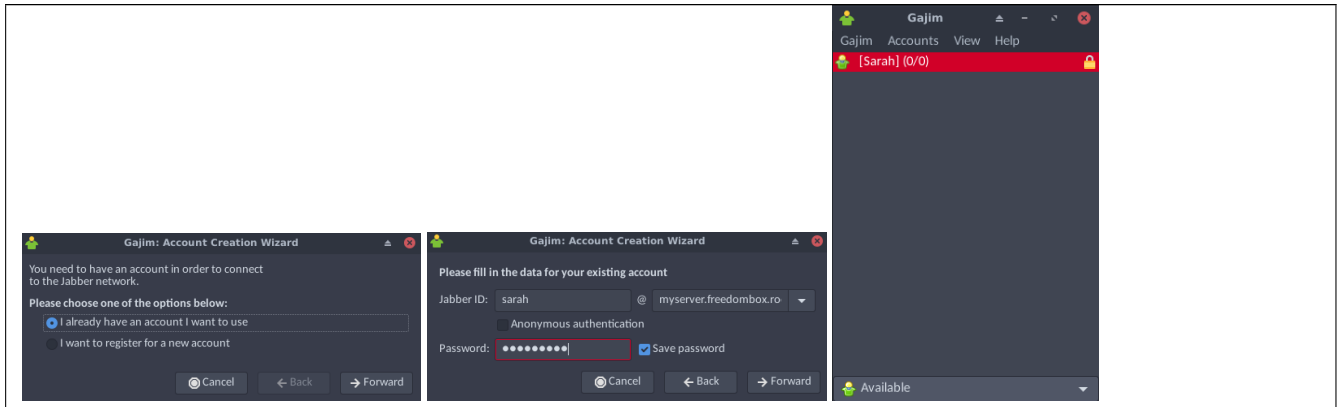 Gajim: Account Creation Wizard
You need to have an account in order to connect
to the Jabber network.
Please choose one of the options below:
I already have an account I want to use
I want to register for a new account
Cancel
Back
Forward
Gajim: Account Creation Wizard
Please fill in the data for your existing account
Jabber ID: sarah @ myserver.freedombox.ro
Anonymous authentication
Password: ●●●●●●●●● Save password
Cancel
Back
Forward
Gajim
Gajim Accounts View Help
[Sarah] (0/0)
Available